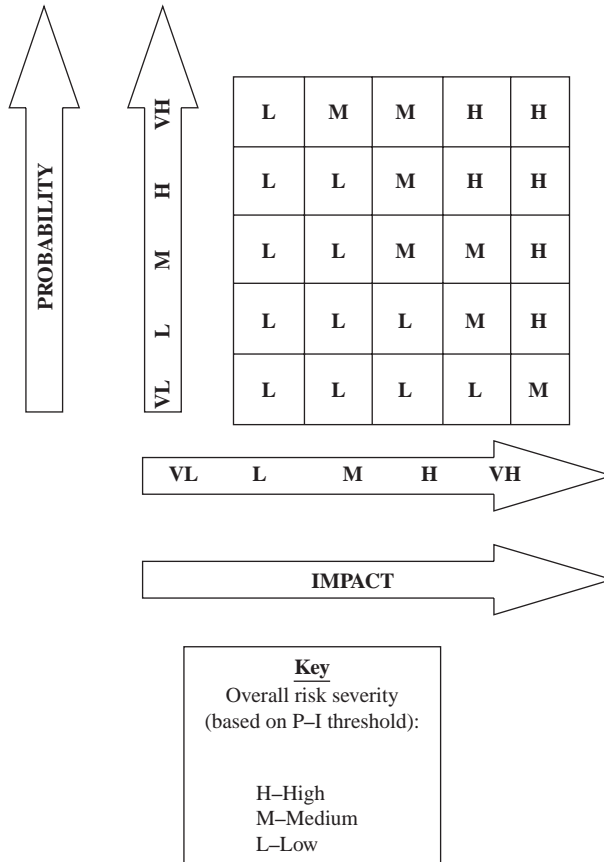 PROBABILITY
VH
H
M
L
VL
L M M H H
L L M H H
L L M M H
L L L M H
L L L L M
VL L M H VH
IMPACT
Key
Overall risk severity
(based on P–I threshold):
H–High
M–Medium
L–Low